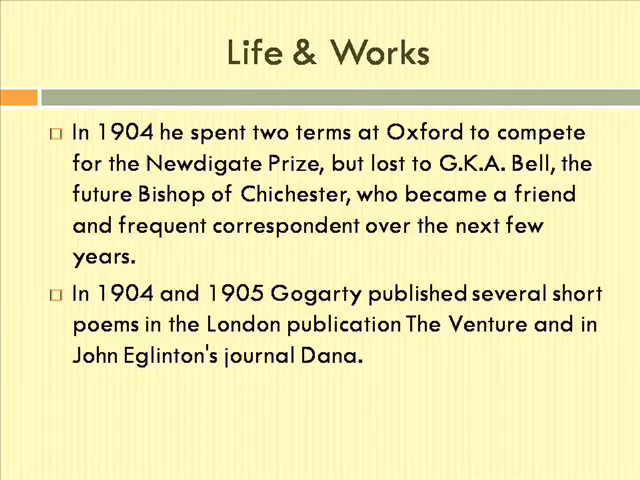 Life & Works
In 1904 he spent two terms at Oxford to compete
for the Newdigate Prize, but lost to G.K.A. Bell, the
future Bishop of Chichester, who became a friend
and frequent correspondent over the next few
years.
In 1904 and 1905 Gogarty published several short
poems in the London publication The Venture and in
John Eglinton's journal Dana.